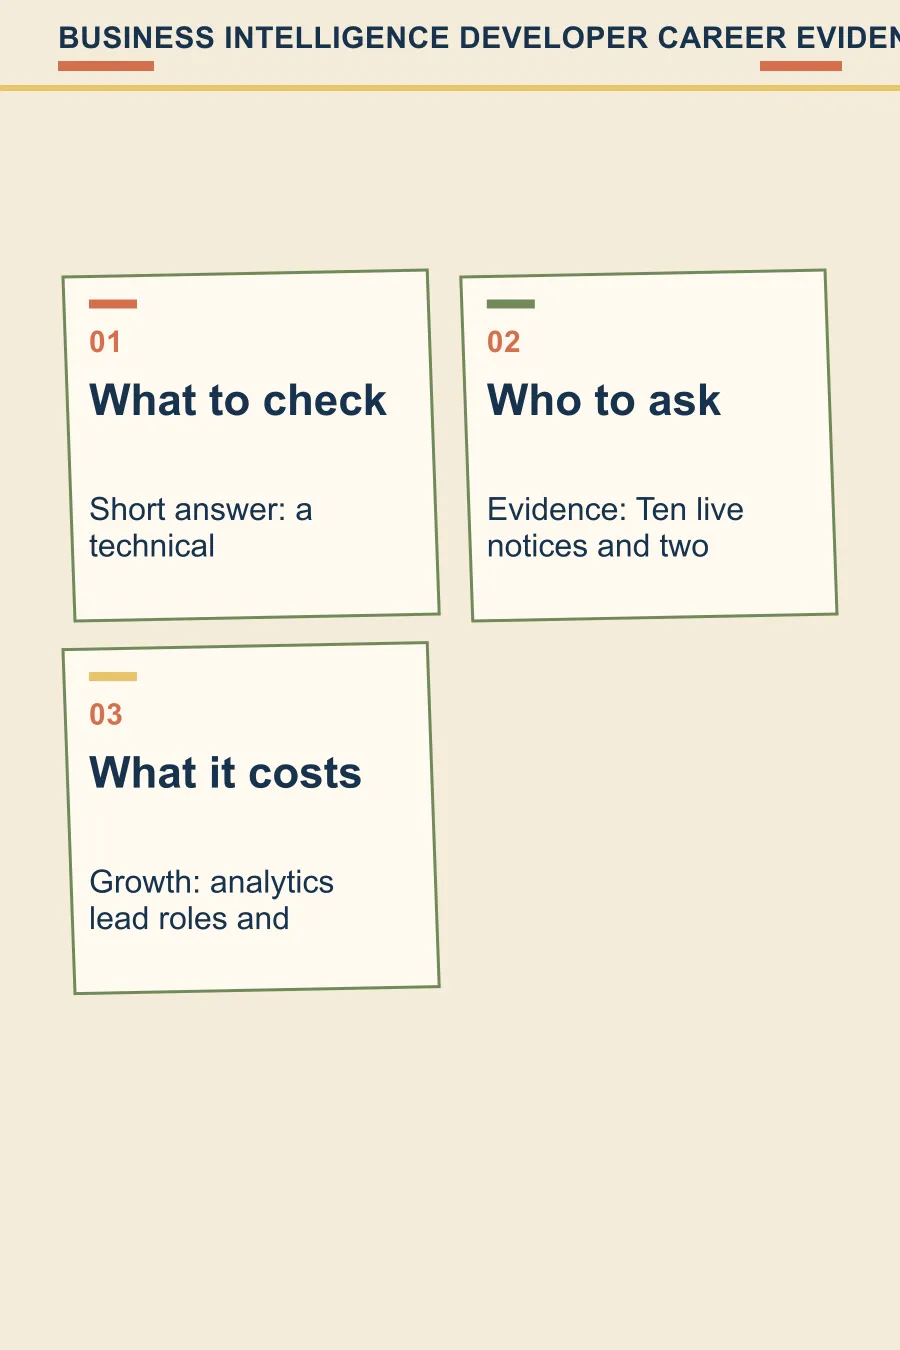 BUSINESS INTELLIGENCE DEVELOPER CAREER
01
What to check
Short answer: a
technical
02
Who to ask
Evidence: Ten live
notices and two
03
What it costs
Growth: analytics
lead roles and